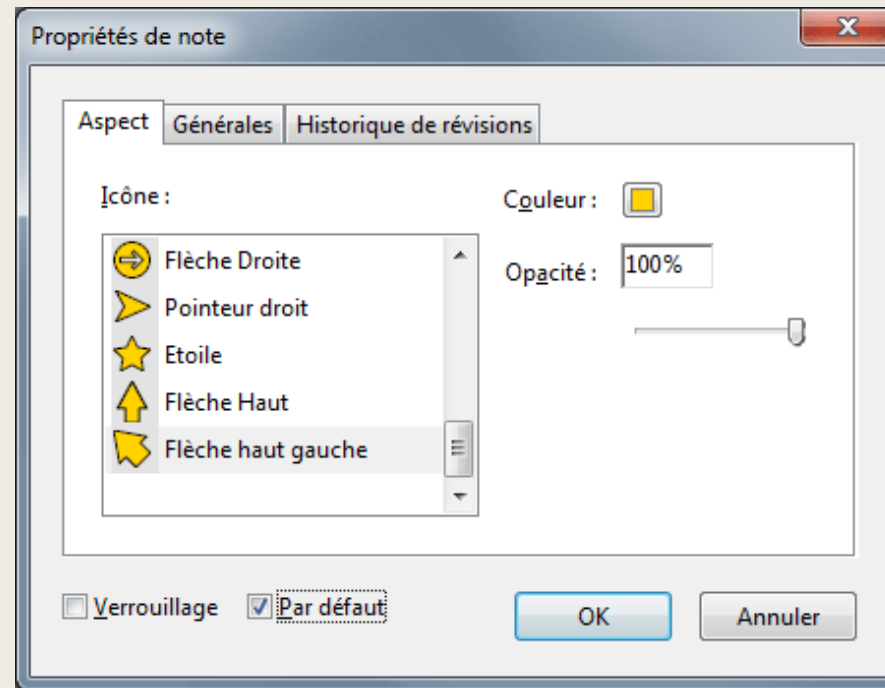 Propriétés de note
Aspect Générales Historique de révisions
Icône :
Couleur :
Flèche Droite
Opacité : 100%
Pointeur droit
Etoile
Flèche Haut
Flèche haut gauche
Verrouillage Par défaut OK Annuler